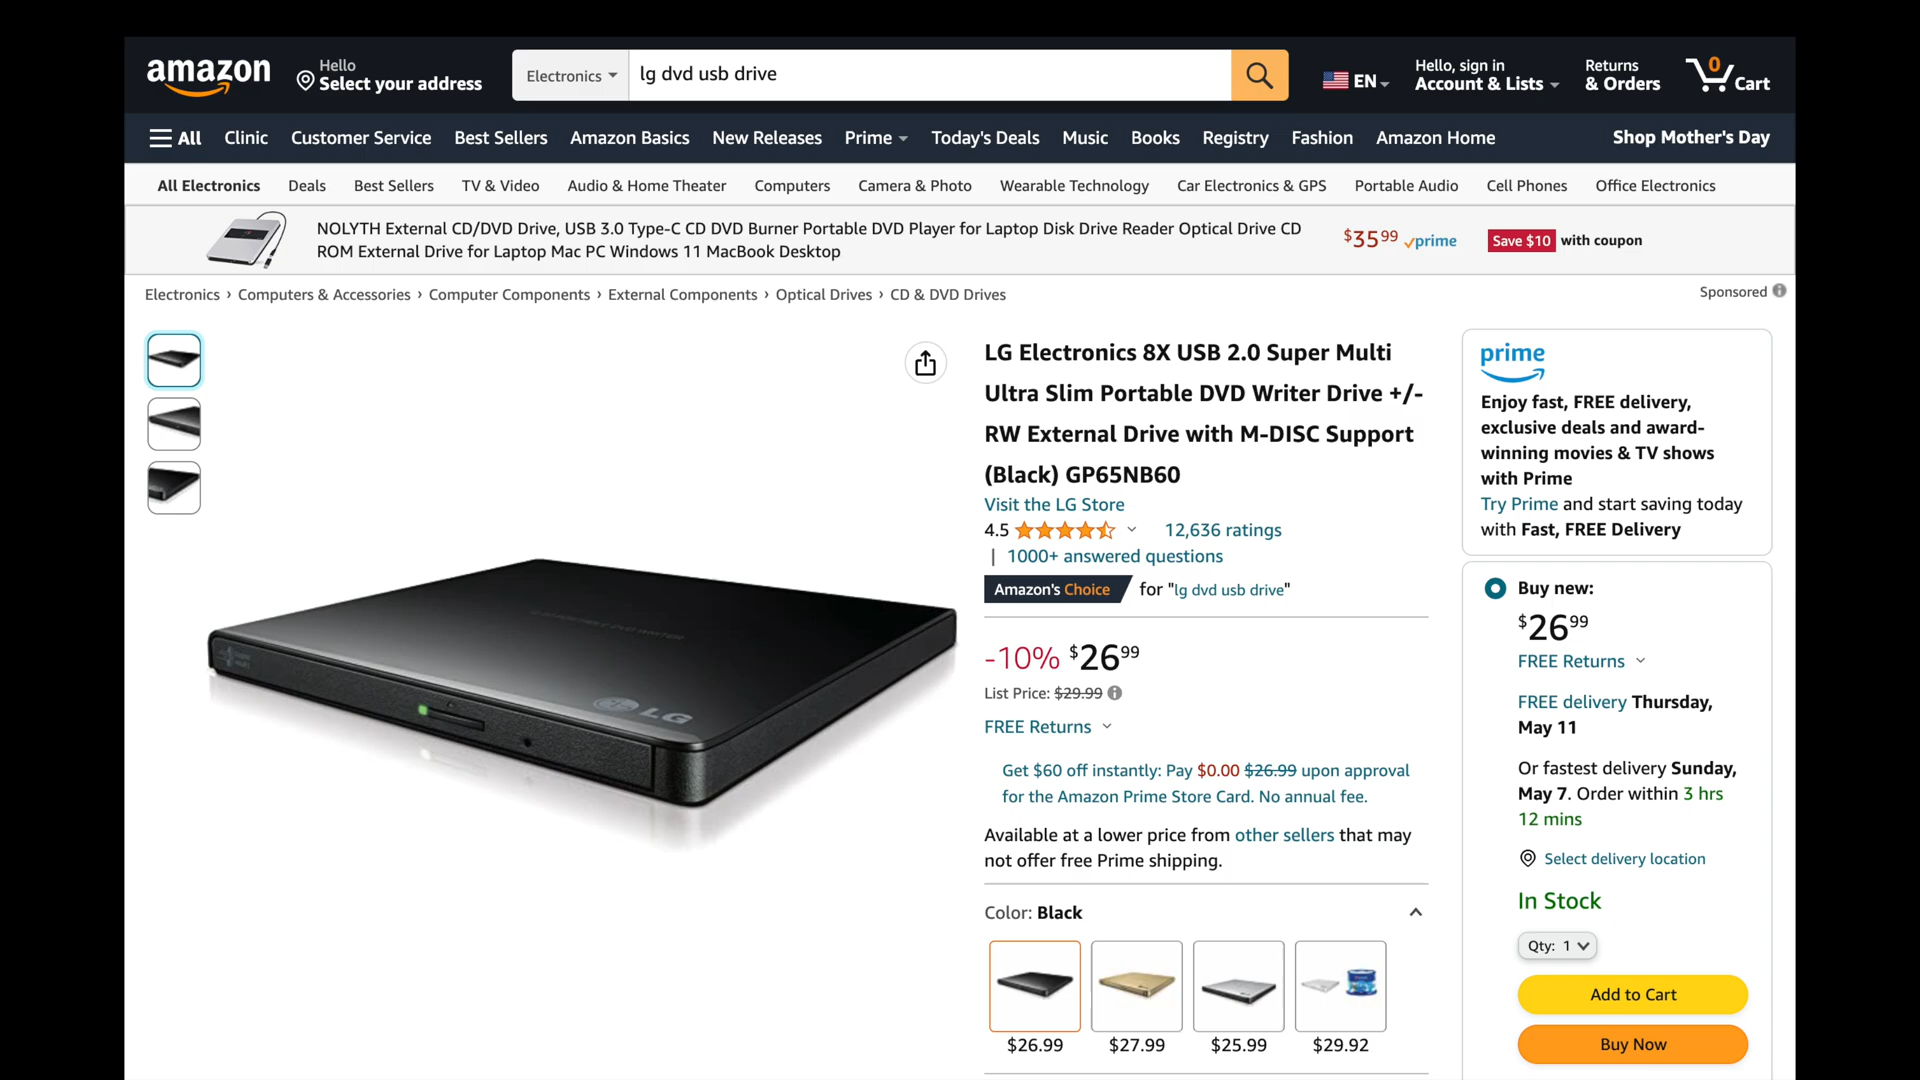 amazon
Hello
Select your address
Electronics
lg dvd usb drive
EN
Hello, sign in
Account & Lists
Returns
& Orders
0
Cart
All
Clinic
Customer Service
Best Sellers
Amazon Basics
New Releases
Prime
Today's Deals
Music
Books
Registry
Fashion
Amazon Home
Shop Mother's Day
All Electronics
Deals
Best Sellers
TV & Video
Audio & Home Theater
Computers
Camera & Photo
Wearable Technology
Car Electronics & GPS
Portable Audio
Cell Phones
Office Electronics
NOLYTH External CD/DVD Drive, USB 3.0 Type-C CD DVD Burner Portable DVD Player for Laptop Disk Drive Reader Optical Drive CD
ROM External Drive for Laptop Mac PC Windows 11 MacBook Desktop
$35.99 prime
Save $10 with coupon
Electronics › Computers & Accessories › Computer Components › External Components › Optical Drives › CD & DVD Drives
Sponsored
LG Electronics 8X USB 2.0 Super Multi
Ultra Slim Portable DVD Writer Drive +/-
RW External Drive with M-DISC Support
(Black) GP65NB60
Visit the LG Store
4.5
12,636 ratings
| 1000+ answered questions
Amazon's Choice for "lg dvd usb drive"
-10% $26.99
List Price: $29.99
FREE Returns
Get $60 off instantly: Pay $0.00 $26.99 upon approval
for the Amazon Prime Store Card. No annual fee.
Available at a lower price from other sellers that may
not offer free Prime shipping.
Color: Black
$26.99
$27.99
$25.99
$29.92
LG
prime
Enjoy fast, FREE delivery,
exclusive deals and award-
winning movies & TV shows
with Prime
Try Prime and start saving today
with Fast, FREE Delivery
Buy new:
$26.99
FREE Returns
FREE delivery Thursday,
May 11
Or fastest delivery Sunday,
May 7. Order within 3 hrs
12 mins
Select delivery location
In Stock
Qty: 1
Add to Cart
Buy Now